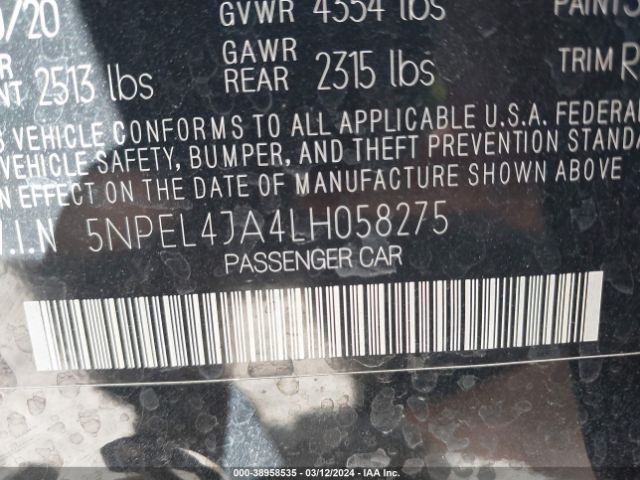 /20
GVWR 4554 lbs
PAINT
GAWR
2513 lbs
REAR 2315 lbs
TRIM R
VEHICLE CONFORMS TO ALL APPLICABLE U.S.A. FEDERA
VEHICLE SAFETY, BUMPER, AND THEFT PREVENTION STANDA
N EFFECT ON THE DATE OF MANUFACTURE SHOWN ABOVE
5NPEL4JA4LH058275
PASSENGER CAR
000-38958535 - 03/12/2024 - IAA Inc.